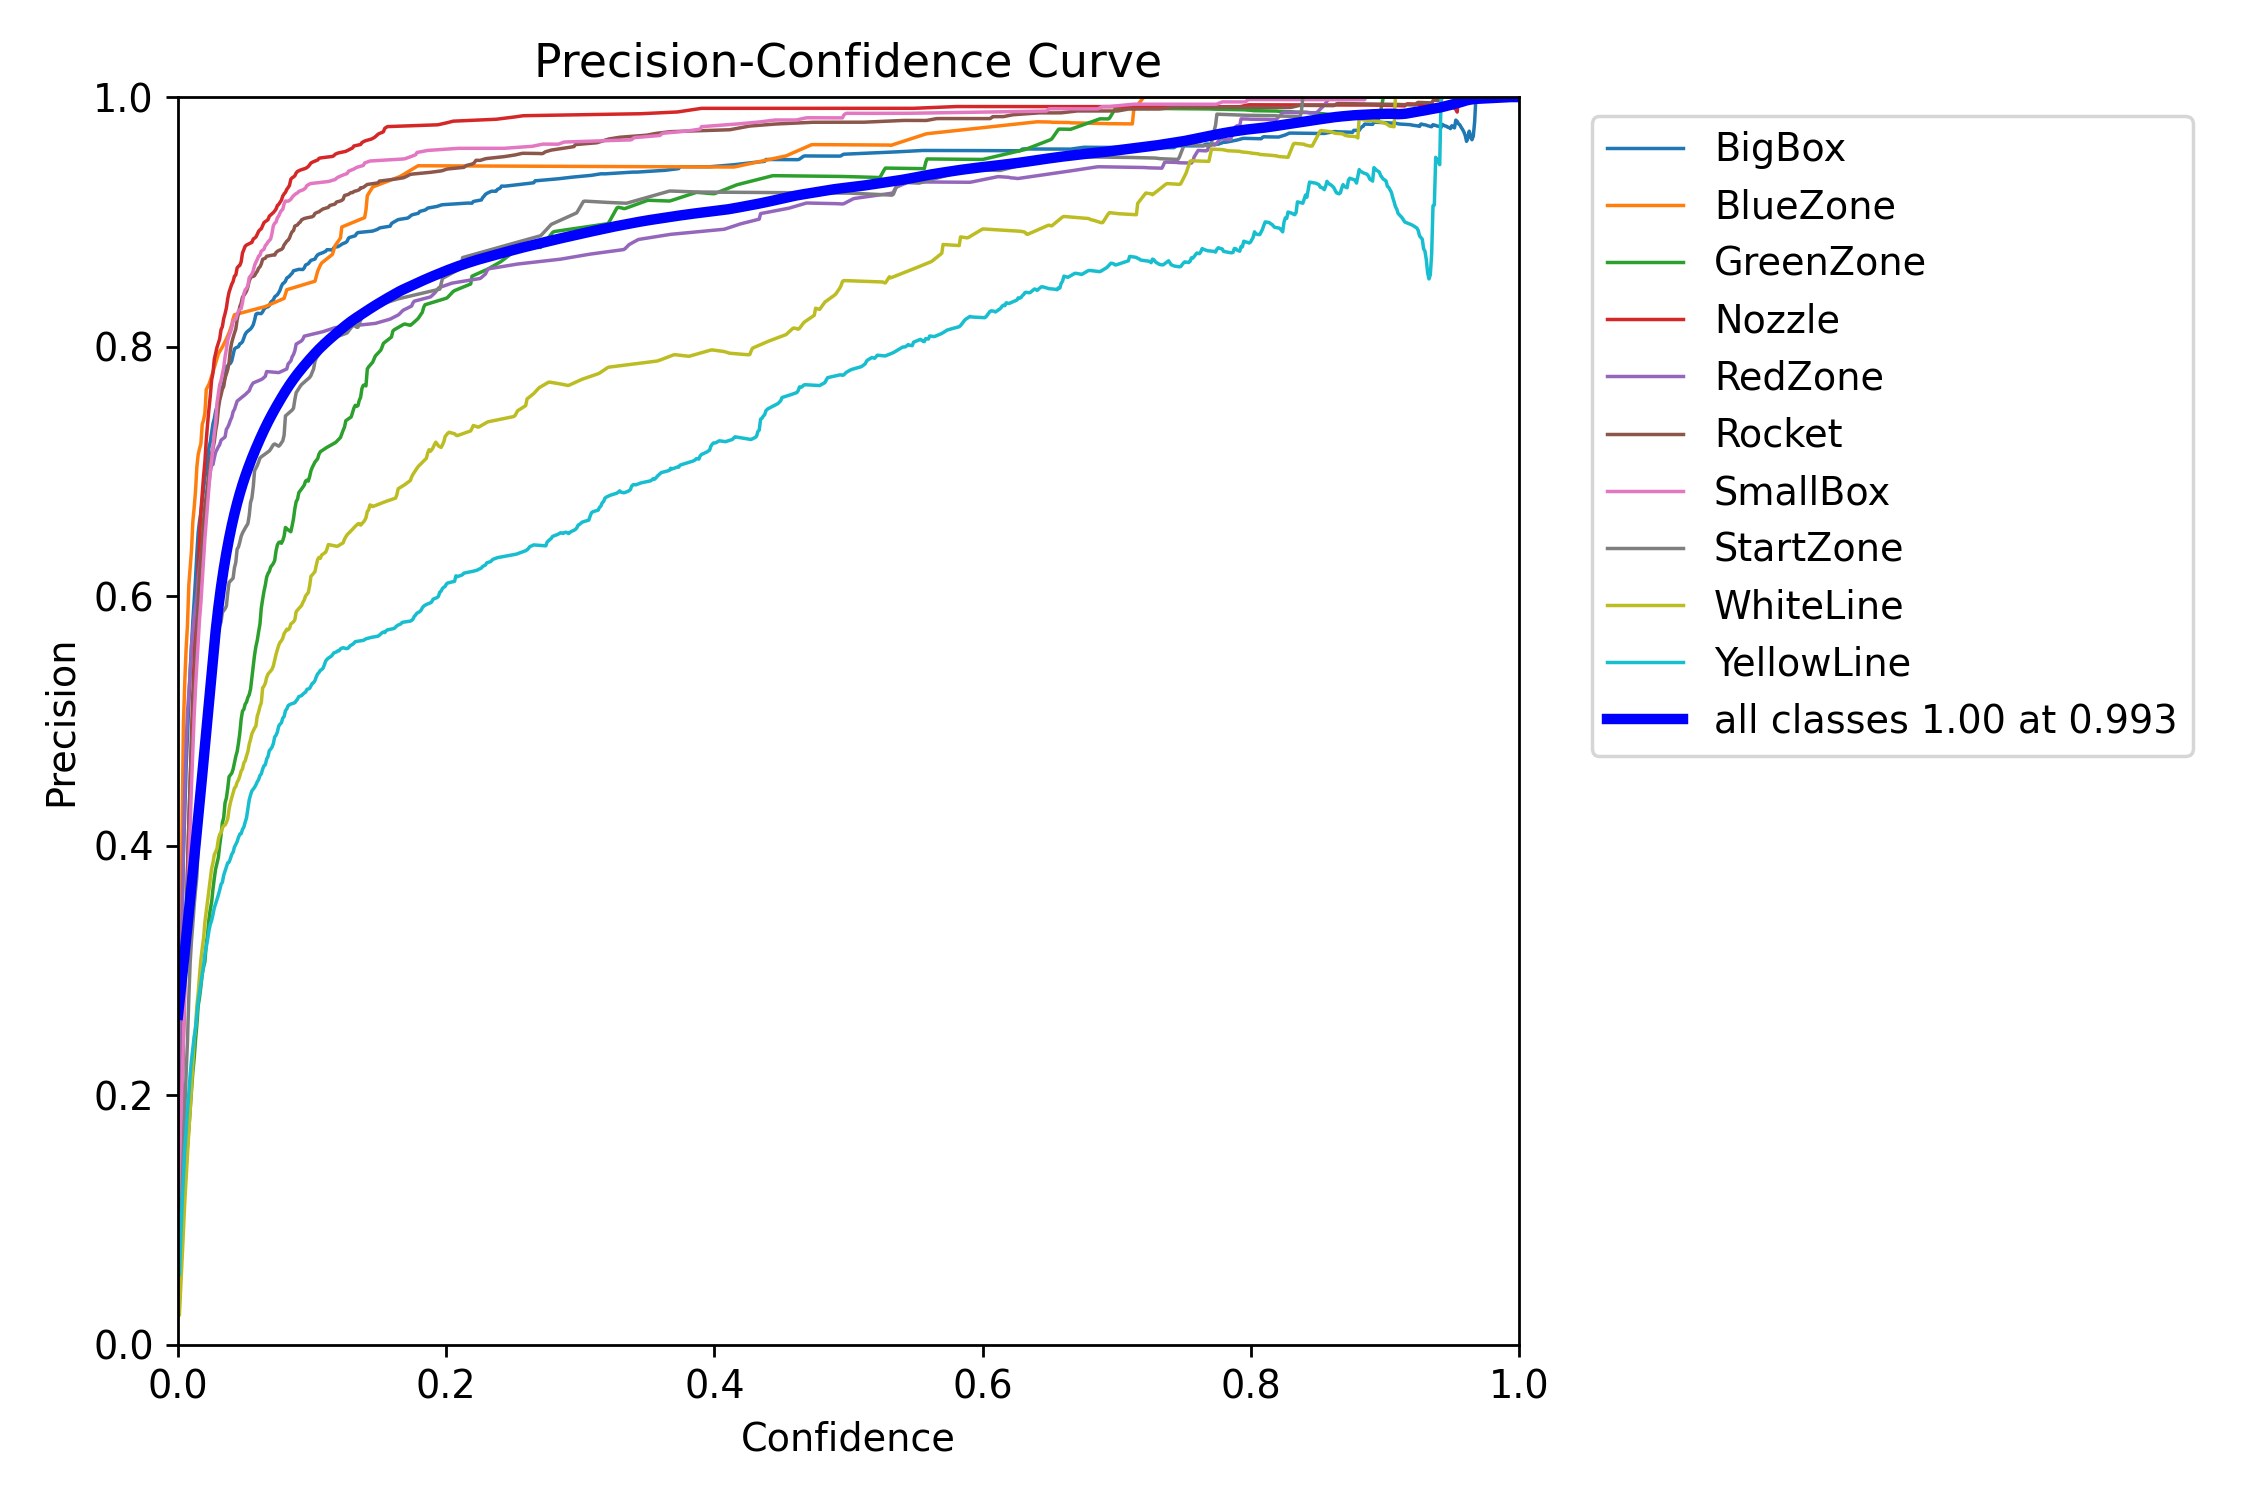 Precision-Confidence Curve
1.0
0.8
0.6
0.4
0.2
0.0
Precision
0.0 0.2 0.4 0.6 0.8 1.0
Confidence
BigBox
BlueZone
GreenZone
Nozzle
RedZone
Rocket
SmallBox
StartZone
WhiteLine
YellowLine
all classes 1.00 at 0.993